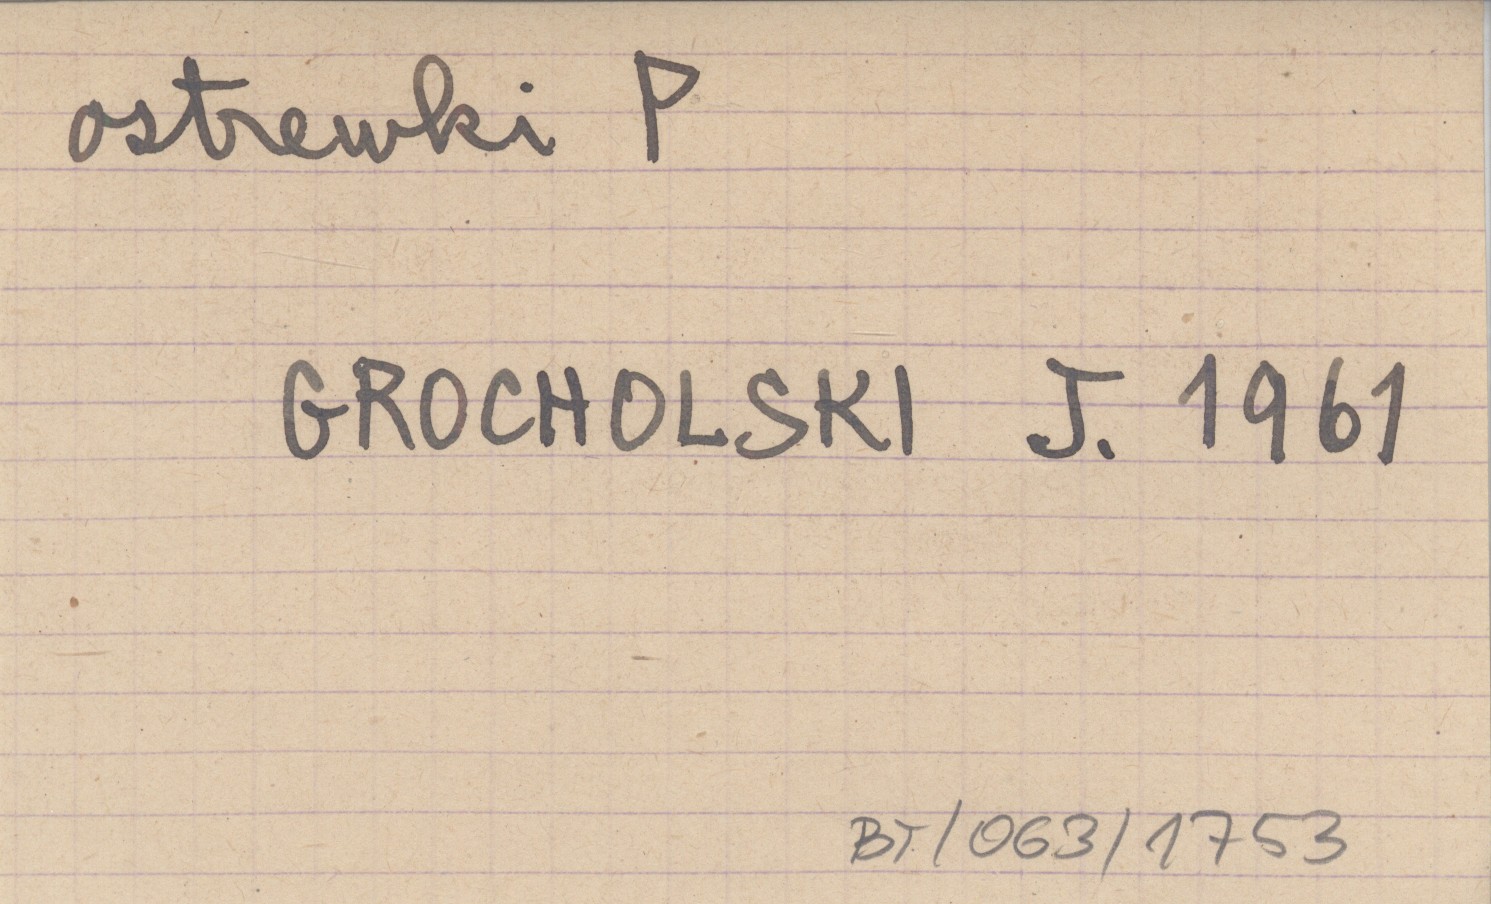 ostrewki P
GROCHOLSKI J. 1961
BT/063/1753